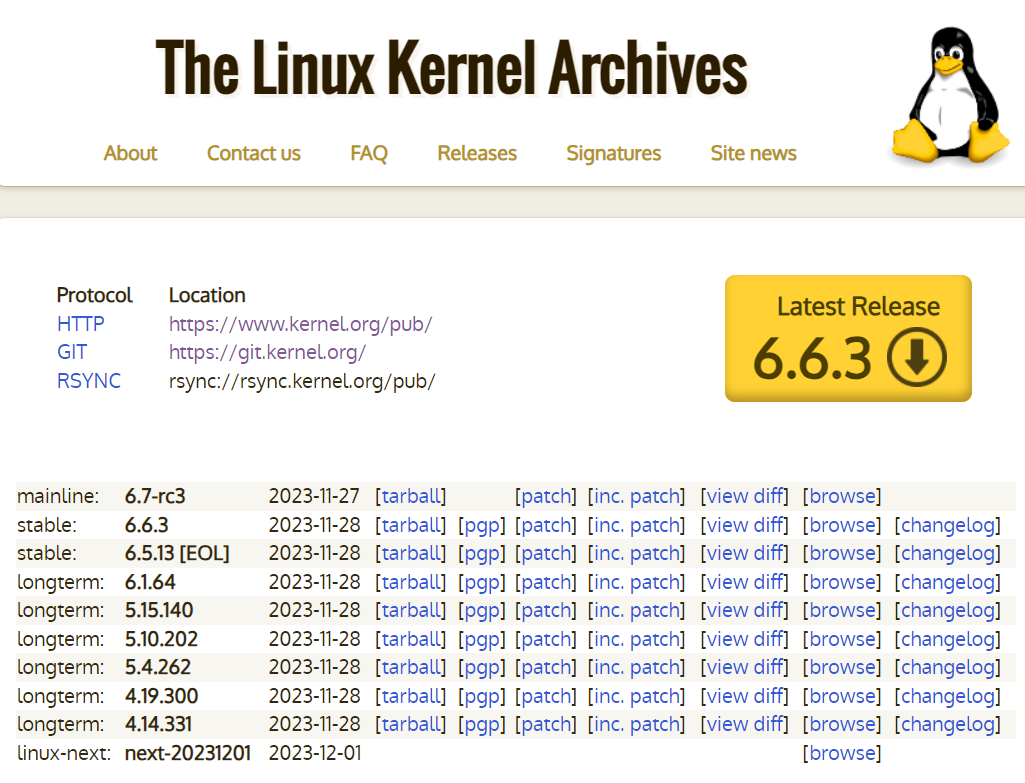 The Linux Kernel Archives
About Contact us FAQ Releases Signatures Site news
Protocol Location
HTTP https://www.kernel.org/pub/
GIT https://git.kernel.org/
RSYNC rsync://rsync.kernel.org/pub/
Latest Release
6.6.3
mainline: 6.7-rc3 2023-11-27 [tarball] [patch] [inc. patch] [view diff] [browse]
stable: 6.6.3 2023-11-28 [tarball] [pgp] [patch] [inc. patch] [view diff] [browse] [changelog]
stable: 6.5.13 [EOL] 2023-11-28 [tarball] [pgp] [patch] [inc. patch] [view diff] [browse] [changelog]
longterm: 6.1.64 2023-11-28 [tarball] [pgp] [patch] [inc. patch] [view diff] [browse] [changelog]
longterm: 5.15.140 2023-11-28 [tarball] [pgp] [patch] [inc. patch] [view diff] [browse] [changelog]
longterm: 5.10.202 2023-11-28 [tarball] [pgp] [patch] [inc. patch] [view diff] [browse] [changelog]
longterm: 5.4.262 2023-11-28 [tarball] [pgp] [patch] [inc. patch] [view diff] [browse] [changelog]
longterm: 4.19.300 2023-11-28 [tarball] [pgp] [patch] [inc. patch] [view diff] [browse] [changelog]
longterm: 4.14.331 2023-11-28 [tarball] [pgp] [patch] [inc. patch] [view diff] [browse] [changelog]
linux-next: next-20231201 2023-12-01 [browse]